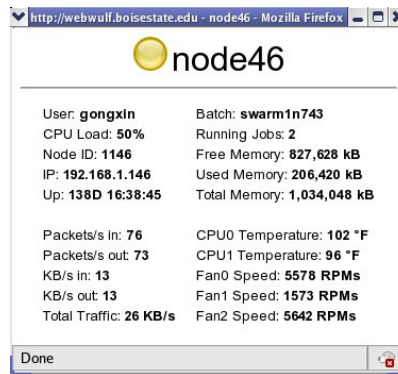 http://webwulf.boisestate.edu - node46 - Mozilla Firefox
node46
User: gongxin
CPU Load: 50%
Node ID: 1146
IP: 192.168.1.146
Up: 138D 16:38:45
Batch: swarm1n743
Running Jobs: 2
Free Memory: 827,628 kB
Used Memory: 206,420 kB
Total Memory: 1,034,048 kB
Packets/s in: 76
Packets/s out: 73
KB/s in: 13
KB/s out: 13
Total Traffic: 26 KB/s
CPU0 Temperature: 102 °F
CPU1 Temperature: 96 °F
Fan0 Speed: 5578 RPMs
Fan1 Speed: 1573 RPMs
Fan2 Speed: 5642 RPMs
Done